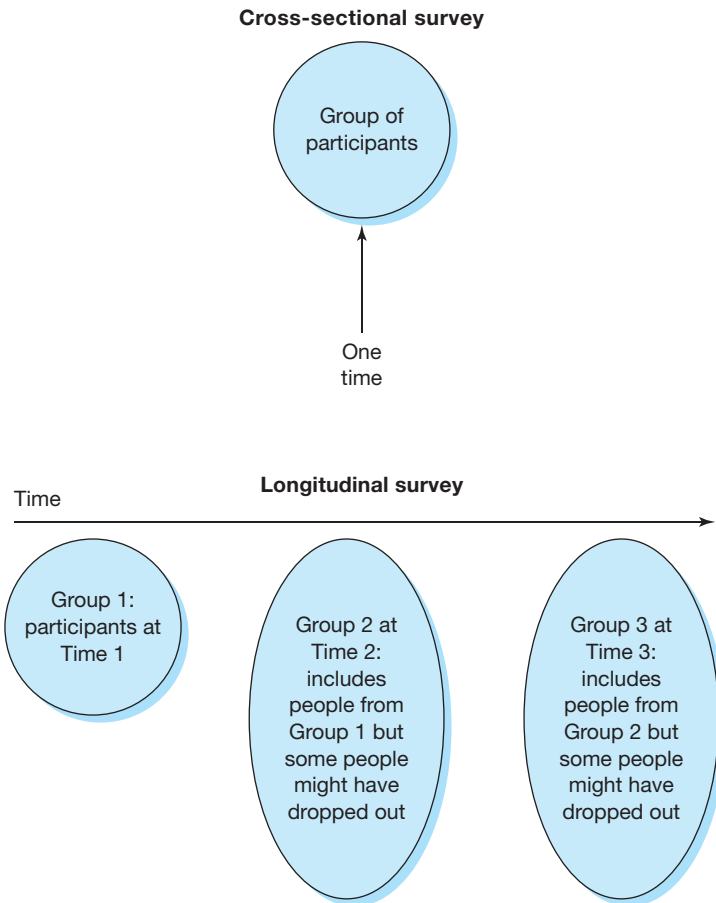 Cross-sectional survey
Group of
participants
One
time
Longitudinal survey
Time
Group 1:
participants at
Time 1
Group 2 at
Time 2:
includes
people from
Group 1 but
some people
might have
dropped out
Group 3 at
Time 3:
includes
people from
Group 2 but
some people
might have
dropped out